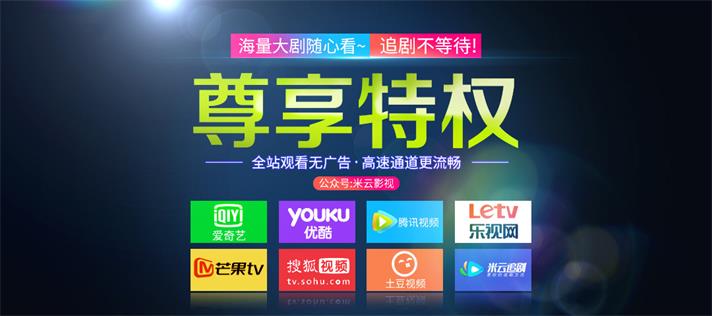 海量大剧随心看~ 追剧不等待!
尊享特权
全站观看无广告·高速通道更流畅
公众号:米云影视
QIY
爱奇艺
YOUKU
优酷
腾讯视频
Letv
乐视网
芒果tv
搜狐视频
tv.sohu.com
土豆视频
米云追剧